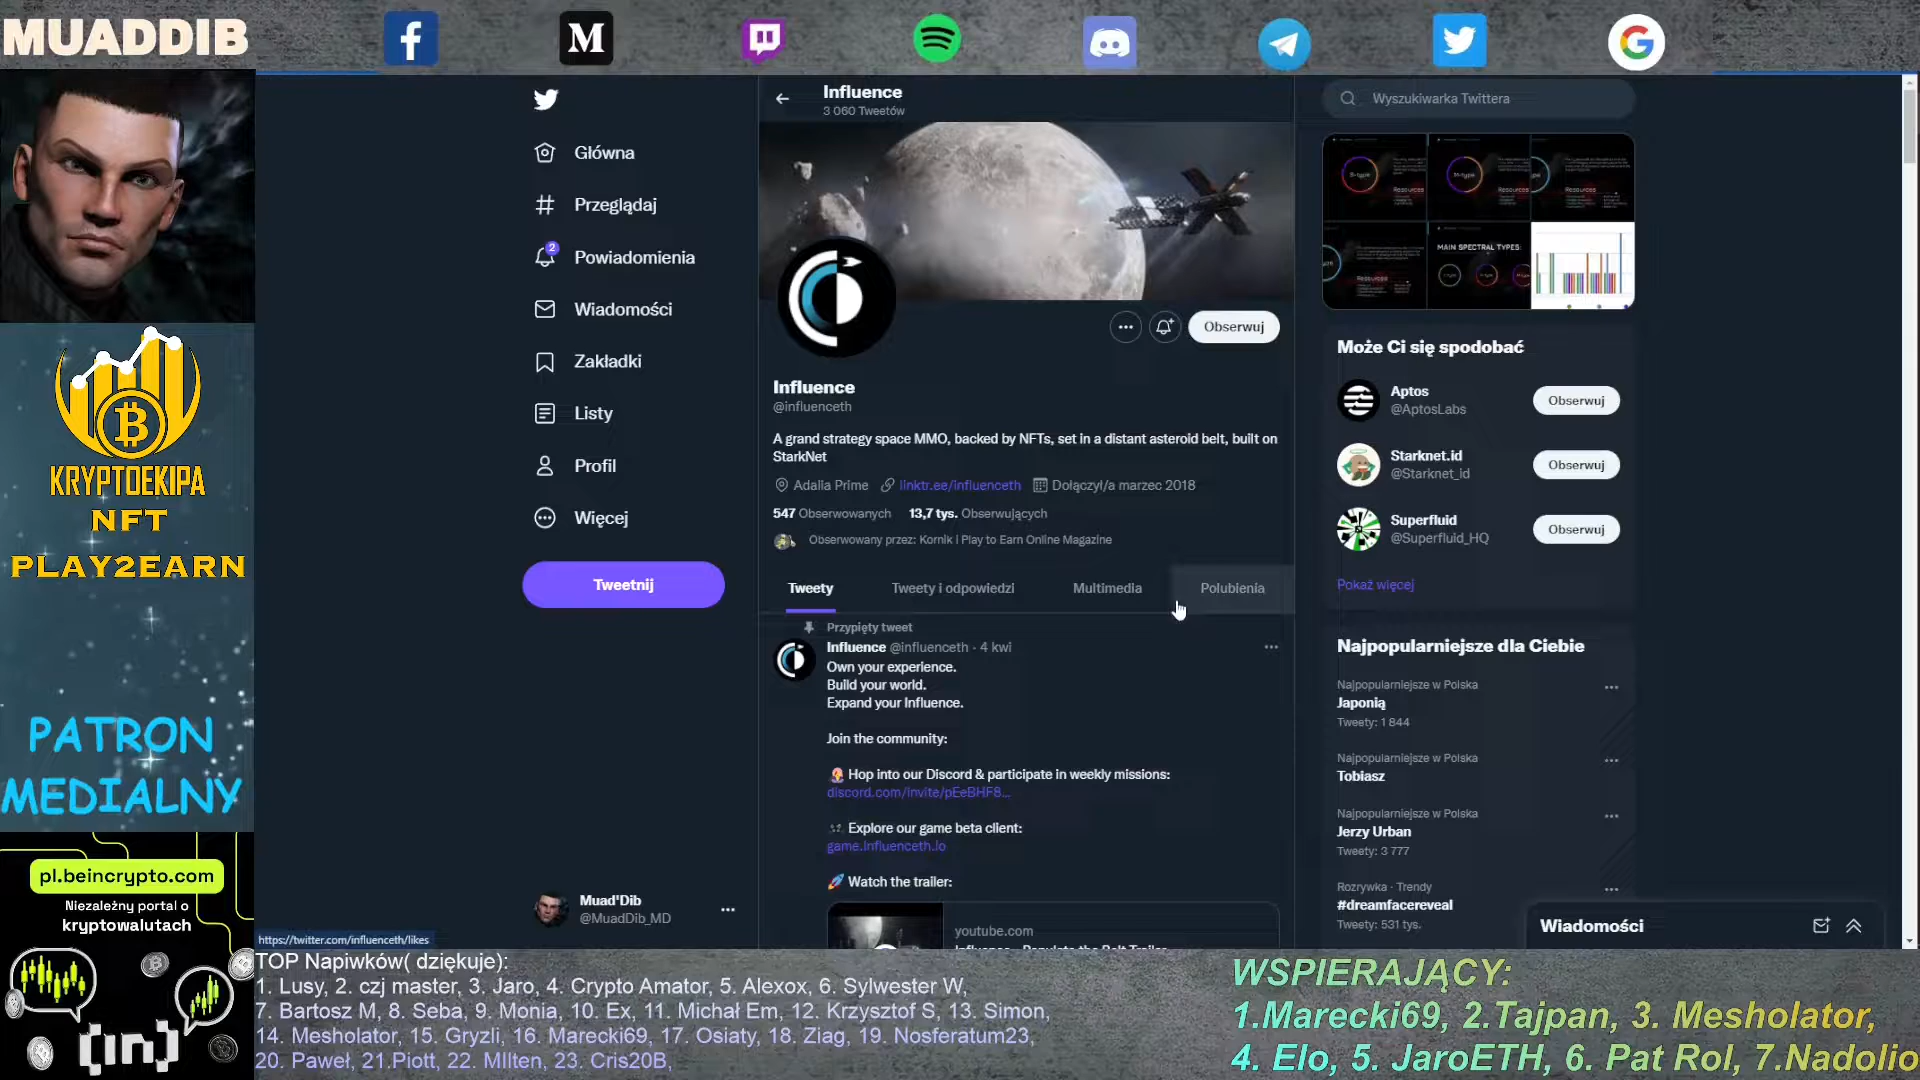 MUADDIB
KRYPTOEKIPA
NFT
PLAY2EARN
PATRON
MEDIALNY
pl.beincrypto.com
Niezależny portal o
kryptowalutach
[in]
Główna
Przeglądaj
2
Powiadomienia
Wiadomości
Zakładki
Listy
Profil
Więcej
Tweetnij
Muad'Dib
@MuadDib_MD
https://twitter.com/influenceth/likes
Influence
3 060 Tweetów
Obserwuj
Influence
@influenceth
A grand strategy space MMO, backed by NFTs, set in a distant asteroid belt, built on
StarkNet
Adalia Prime linktr.ee/influenceth Dołączył/a marzec 2018
547 Obserwowanych 13,7 tys. Obserwujących
Obserwowany przez: Kornik i Play to Earn Online Magazine
Tweety Tweety i odpowiedzi Multimedia Polubienia
Przypięty tweet
Influence @influenceth · 4 kwi
Own your experience.
Build your world.
Expand your Influence.
Join the community:
Hop into our Discord & participate in weekly missions:
discord.com/invite/pEeBHF8...
Explore our game beta client:
game.influenceth.io
Watch the trailer:
youtube.com
Wyszukiwarka Twittera
Resources
Resources
Resources
Resources
MAIN SPECTRAL TYPES
Może Ci się spodobać
Aptos
@AptosLabs
Obserwuj
Starknet.id
@Starknet_id
Obserwuj
Superfluid
@Superfluid_HQ
Obserwuj
Pokaż więcej
Najpopularniejsze dla Ciebie
Najpopularniejsze w Polska
Japonią
Tweety: 1 844
Najpopularniejsze w Polska
Tobiasz
Najpopularniejsze w Polska
Jerzy Urban
Tweety: 3 777
Rozrywka · Trendy
#dreamfacereveal
Tweety: 531 tys.
Wiadomości
TOP Napiwków( dziękuje):
1. Lusy, 2. czj master, 3. Jaro, 4. Crypto Amator, 5. Alexox, 6. Sylwester W,
7. Bartosz M, 8. Seba, 9. Monia, 10. Ex, 11. Michał Em, 12. Krzysztof S, 13. Simon,
14. Mesholator, 15. Gryzli, 16. Marecki69, 17. Osiaty, 18. Ziag, 19. Nosferatum23,
20. Paweł, 21.Piott, 22. MIlten, 23. Cris20B,
WSPIERAJĄCY:
1.Marecki69, 2.Tajpan, 3. Mesholator,
4. Elo, 5. JaroETH, 6. Pat Rol, 7.Nadolio